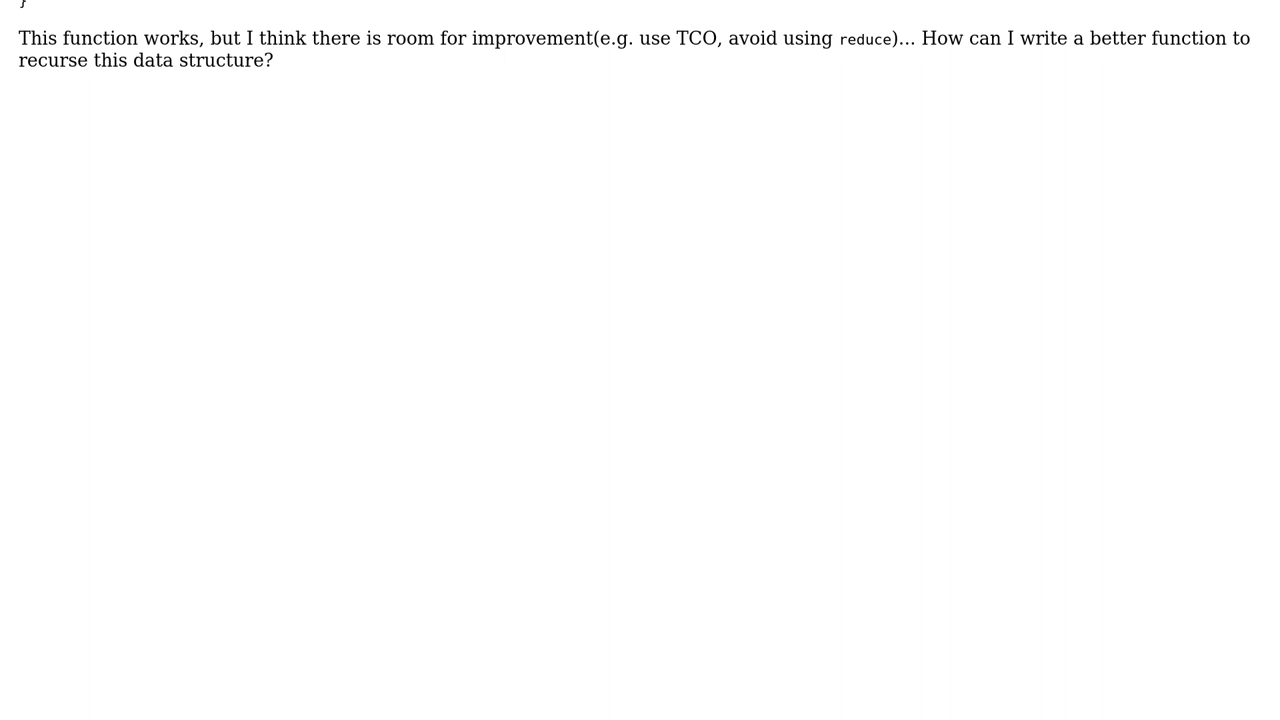 }
This function works, but I think there is room for improvement(e.g. use TCO, avoid using reduce)... How can I write a better function to
recurse this data structure?